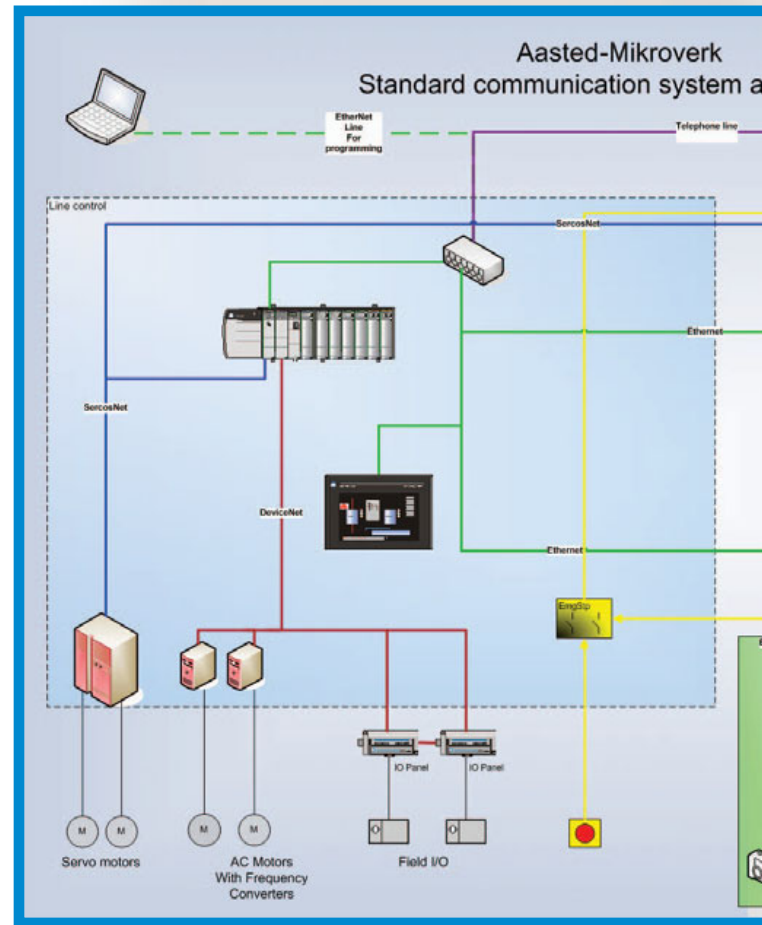 Aasted-Mikroverk
Standard communication system a
EtherNet
Line
For
programming
Telephone line
Line control
SercosNet
Ethernet
SercosNet
DeviceNet
Ethernet
EmgStp
IO Panel
IO Panel
M
M
M
M
Servo motors
AC Motors
With Frequency
Converters
Field I/O